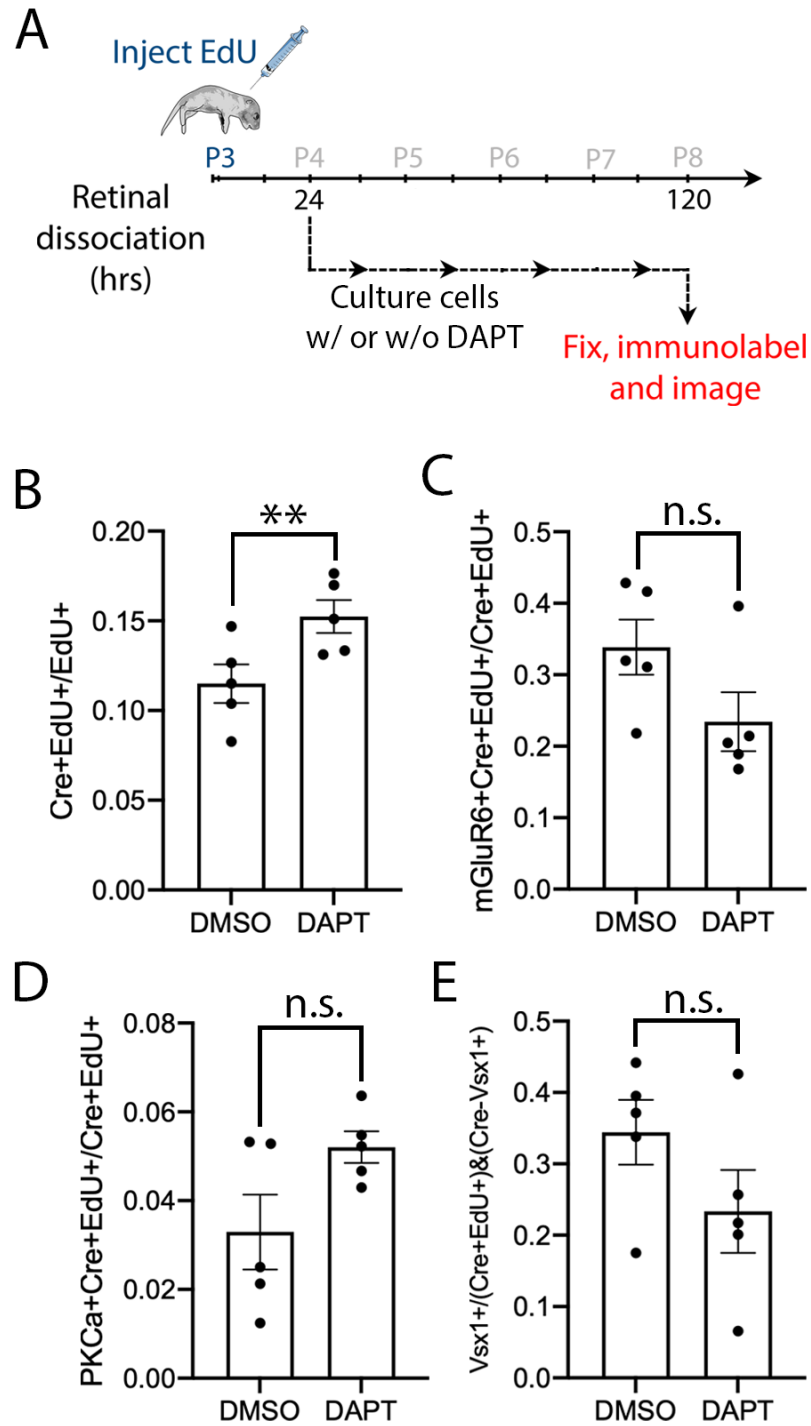 A
Inject EdU
P3 P4 P5 P6 P7 P8
24 120
Retinal
dissociation
(hrs)
Culture cells
w/ or w/o DAPT
Fix, immunolabel
and image
B
**
Cre+EdU+/EdU+
0.20
0.15
0.10
0.05
0.00
DMSO DAPT
C
n.s.
mGluR6+Cre+EdU+/Cre+EdU+
0.5
0.4
0.3
0.2
0.1
0.0
DMSO DAPT
D
n.s.
PKCa+Cre+EdU+/Cre+EdU+
0.08
0.06
0.04
0.02
0.00
DMSO DAPT
E
n.s.
Vsx1+/(Cre+EdU+)&(Cre-Vsx1+)
0.5
0.4
0.3
0.2
0.1
0.0
DMSO DAPT